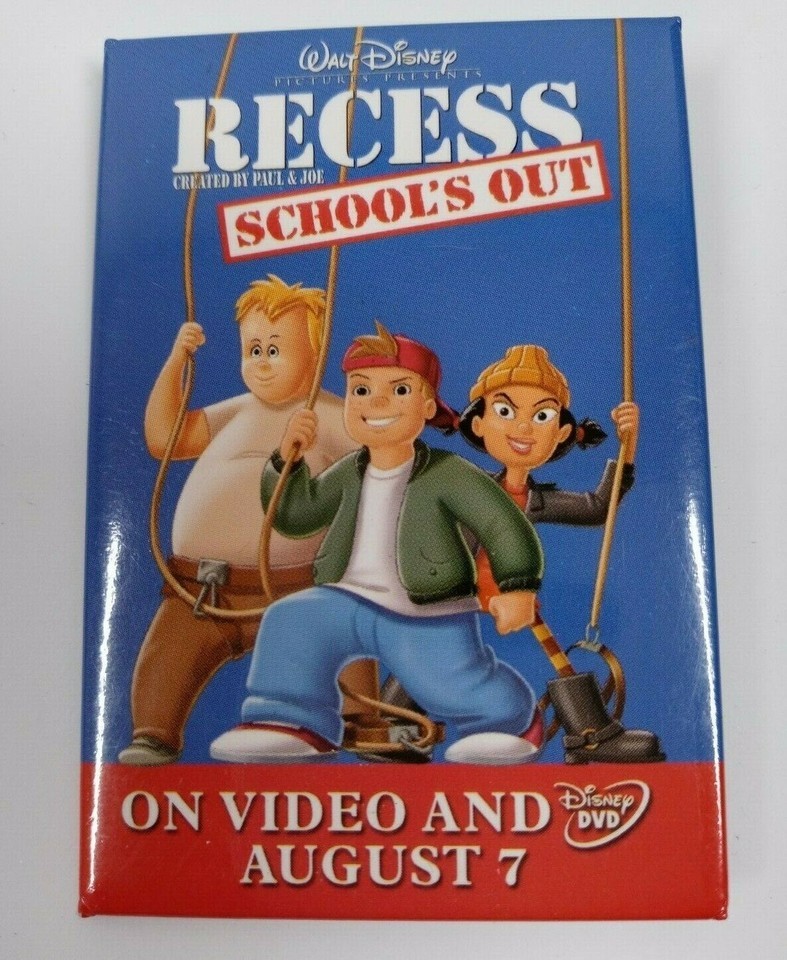 WALT DISNEY
PICTURES PRESENTS
RECESS
CREATED BY PAUL & JOE
SCHOOL'S OUT
ON VIDEO AND DISNEY DVD
AUGUST 7